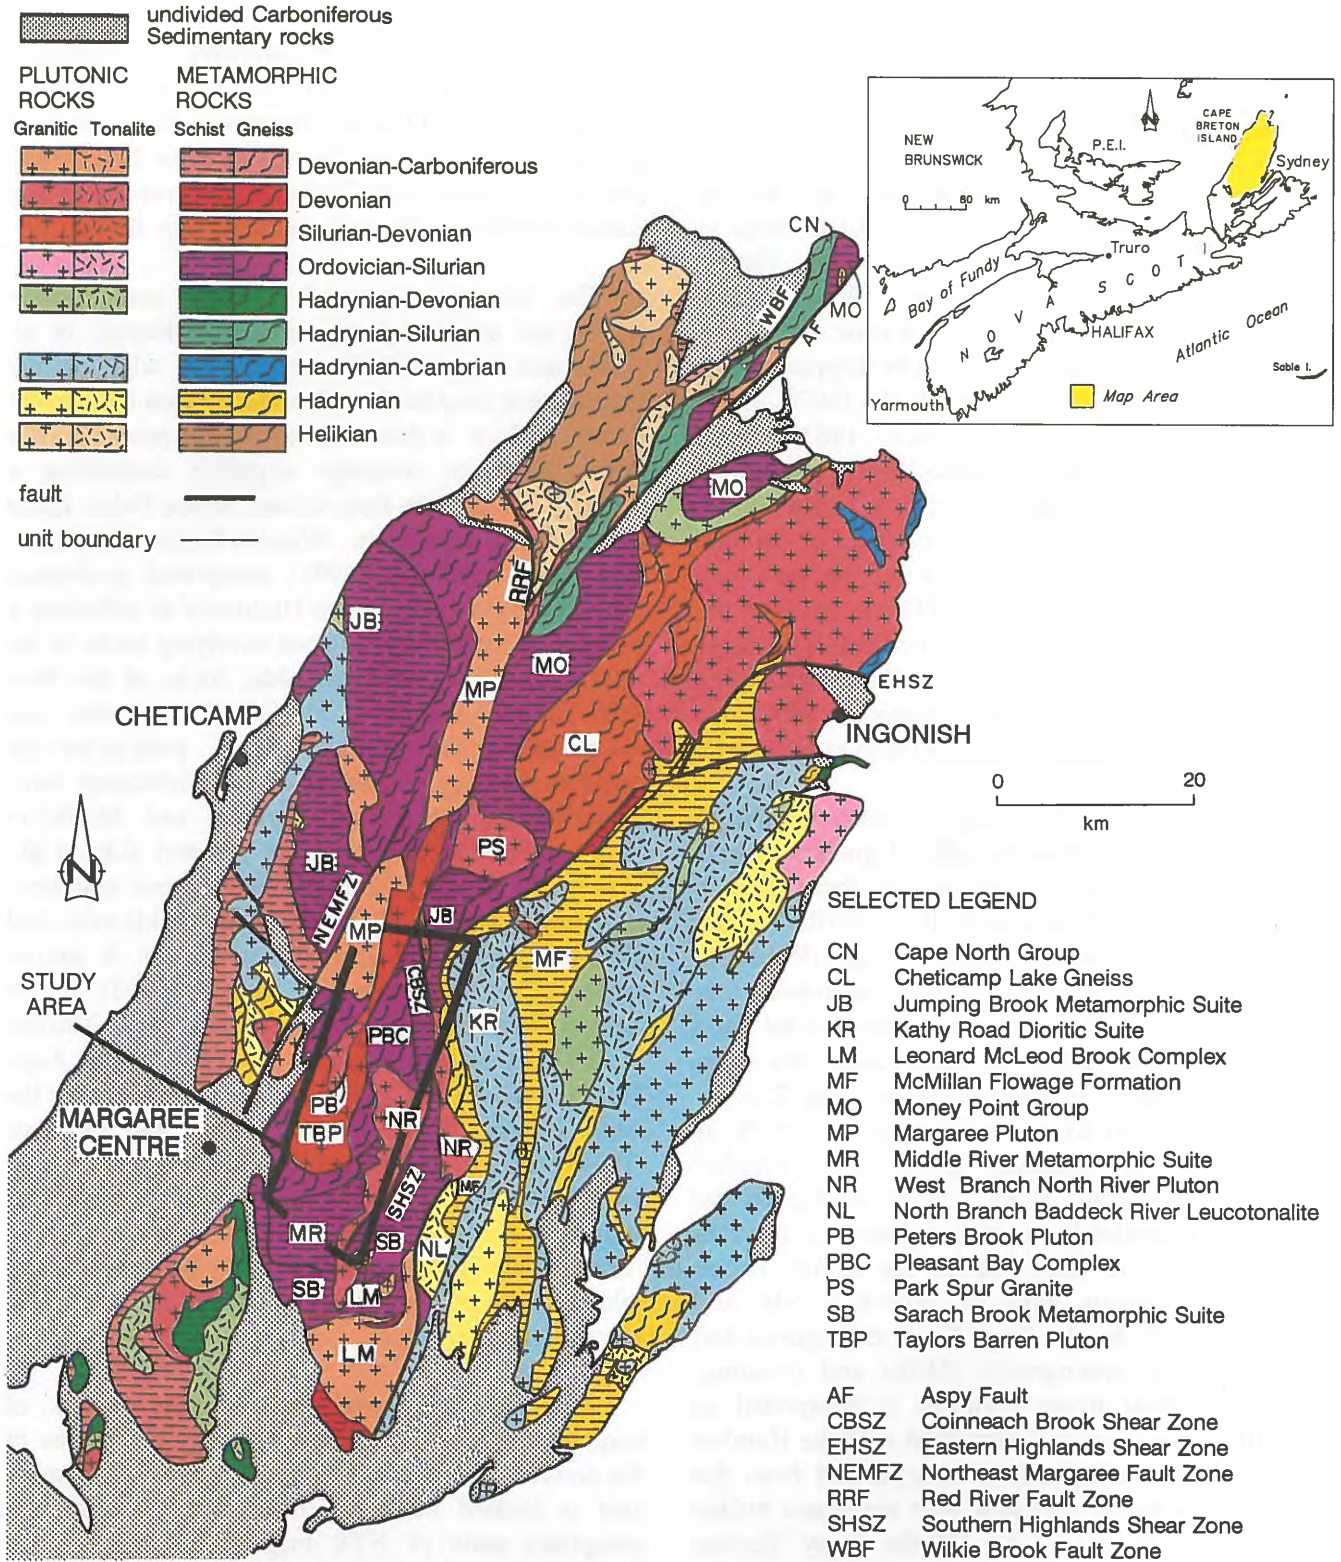 undivided Carboniferous
Sedimentary rocks
PLUTONIC
ROCKS
METAMORPHIC
ROCKS
Granitic Tonalite
Schist Gneiss
Devonian-Carboniferous
Devonian
Silurian-Devonian
Ordovician-Silurian
Hadrynian-Devonian
Hadrynian-Silurian
Hadrynian-Cambrian
Hadrynian
Helikian
fault
unit boundary
NEW
BRUNSWICK
P.E.I.
CAPE
BRETON
ISLAND
Sydney
0 80 km
Truro
Bay of Fundy
NOVA SCOTI
HALIFAX
Atlantic Ocean
Sable I.
Yarmouth
Map Area
CN
WBF
AF
MO
MO
RRF
JB
MO
MP
EHSZ
CHETICAMP
INGONISH
CL
0 20
km
PS
JB
NEMFZ
MP
JB
CBSZ
MF
STUDY
AREA
KR
PBC
PB
NR
MARGAREE
CENTRE
TBP
NR
MF
SHSZ
MR
SB
NL
SB
LM
LM
SELECTED LEGEND
CN Cape North Group
CL Cheticamp Lake Gneiss
JB Jumping Brook Metamorphic Suite
KR Kathy Road Dioritic Suite
LM Leonard McLeod Brook Complex
MF McMillan Flowage Formation
MO Money Point Group
MP Margaree Pluton
MR Middle River Metamorphic Suite
NR West Branch North River Pluton
NL North Branch Baddeck River Leucotonalite
PB Peters Brook Pluton
PBC Pleasant Bay Complex
PS Park Spur Granite
SB Sarach Brook Metamorphic Suite
TBP Taylors Barren Pluton
AF Aspy Fault
CBSZ Coinneach Brook Shear Zone
EHSZ Eastern Highlands Shear Zone
NEMFZ Northeast Margaree Fault Zone
RRF Red River Fault Zone
SHSZ Southern Highlands Shear Zone
WBF Wilkie Brook Fault Zone